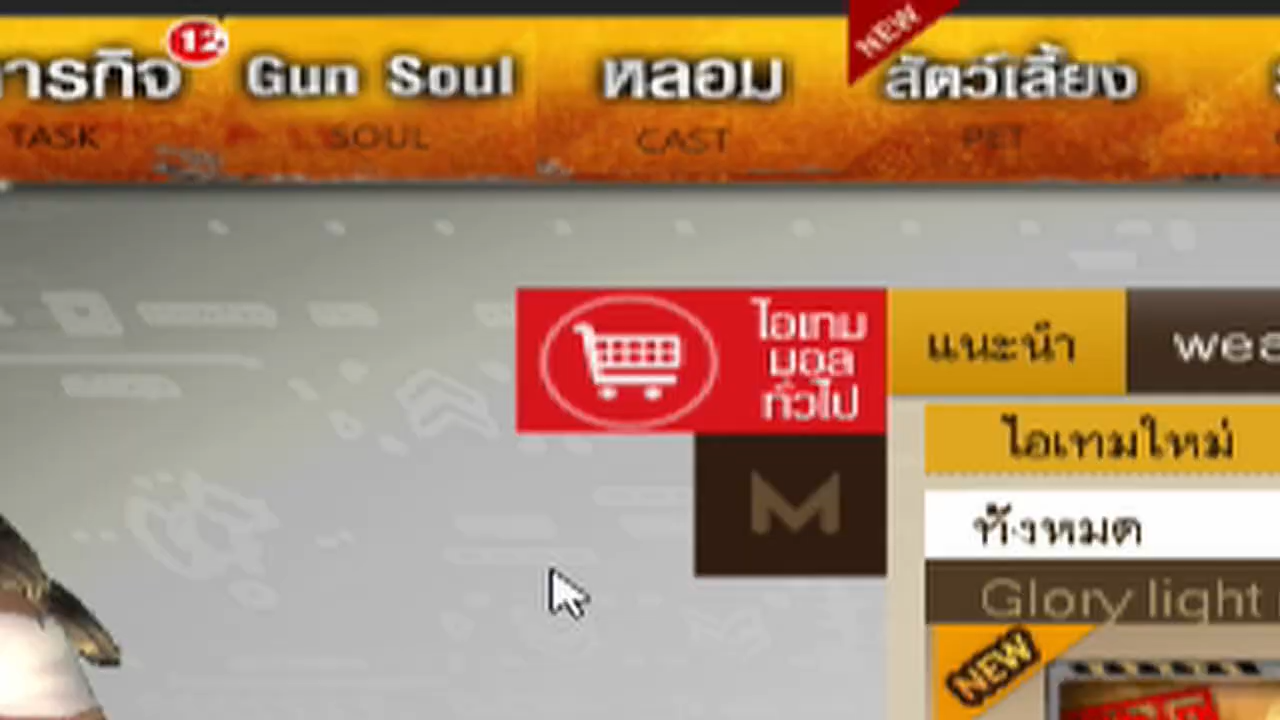 ภารกิจ 12 Gun Soul หลอม NEW สัตว์เลี้ยง
TASK SOUL CAST PET
ไอเทม
มอล
ทั่วไป
แนะนำ
ไอเทมใหม่
M
ทั้งหมด
Glory light
NEW